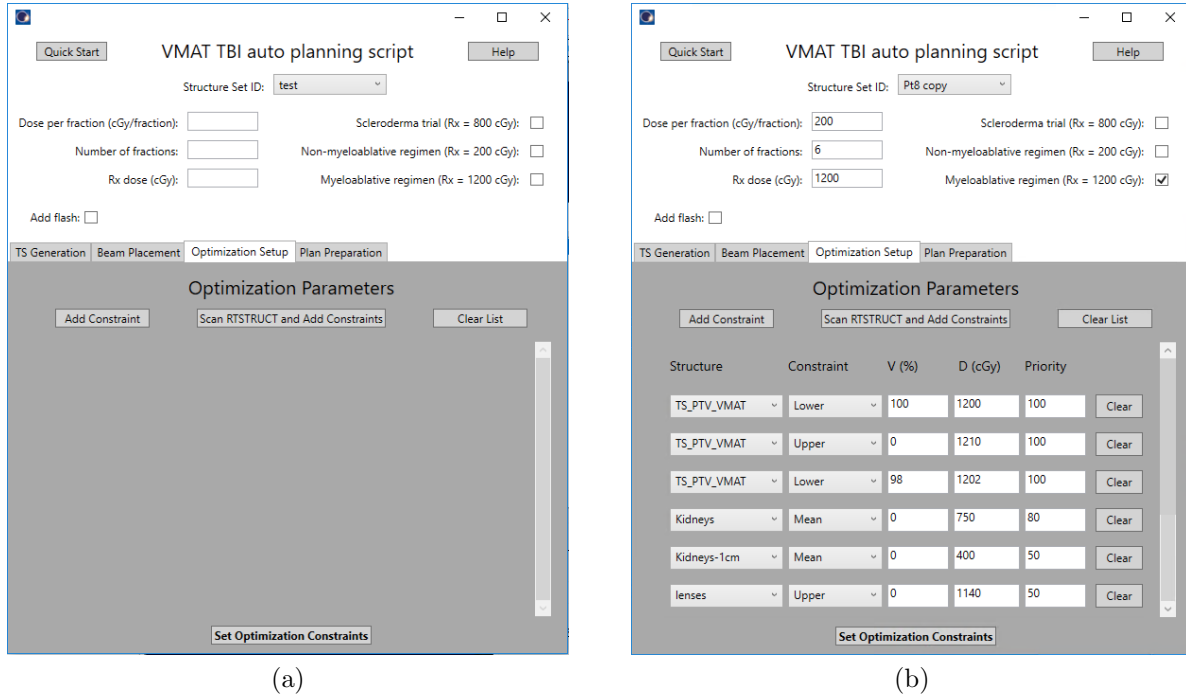 Quick Start VMAT TBI auto planning script Help
Structure Set ID: test
Dose per fraction (cGy/fraction): Scleroderma trial (Rx = 800 cGy):
Number of fractions: Non-myeloablative regimen (Rx = 200 cGy):
Rx dose (cGy): Myeloablative regimen (Rx = 1200 cGy):
Add flash:
TS Generation Beam Placement Optimization Setup Plan Preparation
Optimization Parameters
Add Constraint Scan RTSTRUCT and Add Constraints Clear List
Set Optimization Constraints
(a)
Quick Start VMAT TBI auto planning script Help
Structure Set ID: Pt8 copy
Dose per fraction (cGy/fraction): 200 Scleroderma trial (Rx = 800 cGy):
Number of fractions: 6 Non-myeloablative regimen (Rx = 200 cGy):
Rx dose (cGy): 1200 Myeloablative regimen (Rx = 1200 cGy):
Add flash:
TS Generation Beam Placement Optimization Setup Plan Preparation
Optimization Parameters
Add Constraint Scan RTSTRUCT and Add Constraints Clear List
Structure Constraint V (%) D (cGy) Priority
TS_PTV_VMAT Lower 100 1200 100 Clear
TS_PTV_VMAT Upper 0 1210 100 Clear
TS_PTV_VMAT Lower 98 1202 100 Clear
Kidneys Mean 0 750 80 Clear
Kidneys-1cm Mean 0 400 50 Clear
lenses Upper 0 1140 50 Clear
Set Optimization Constraints
(b)